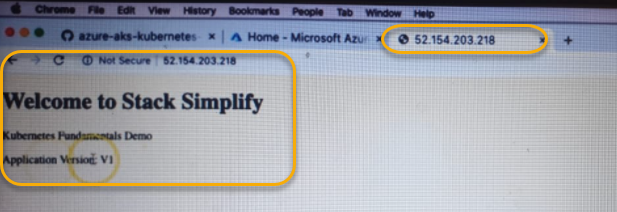 Chrome File Edit View History Bookmarks People Tab Window Help
azure-aks-kubernetes- × Home - Microsoft Azur × 52.154.203.218 × +
Not Secure | 52.154.203.218
Welcome to Stack Simplify
Kubernetes Fundamentals Demo
Application Version: V1